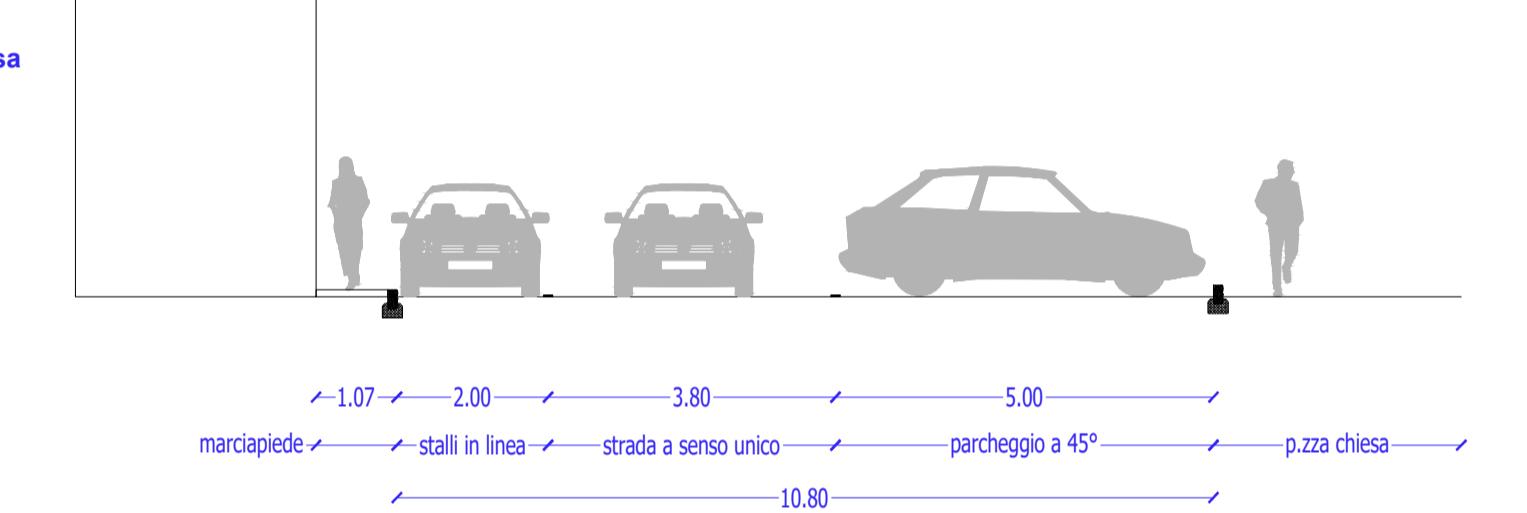 sa
1.07 2.00 3.80 5.00
marciapiede stalli in linea strada a senso unico parcheggio a 45° p.zza chiesa
10.80